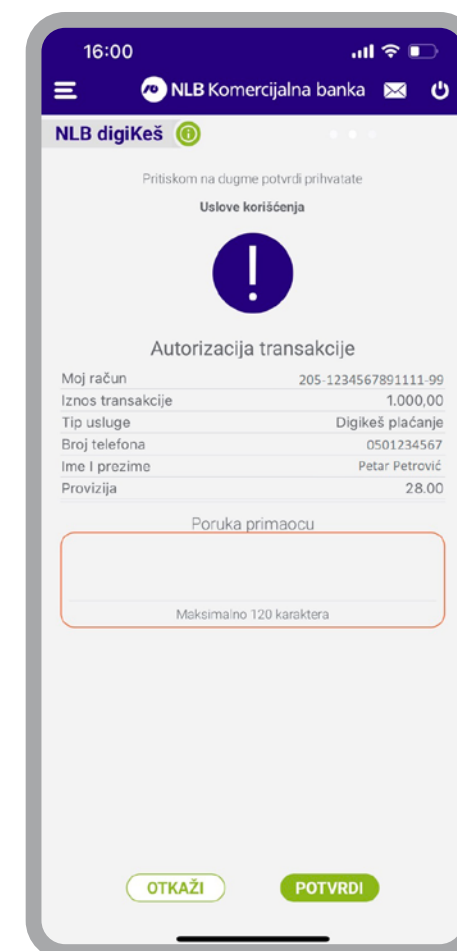 16:00
NLB Komercijalna banka
NLB digiKeš
Pritiskom na dugme potvrdi prihvatate
Uslove korišćenja
!
Autorizacija transakcije
Moj račun 205-1234567891111-99
Iznos transakcije 1.000,00
Tip usluge Digikeš plaćanje
Broj telefona 0501234567
Ime I prezime Petar Petrović
Provizija 28.00
Poruka primaocu
Maksimalno 120 karaktera
OTKAŽI POTVRDI